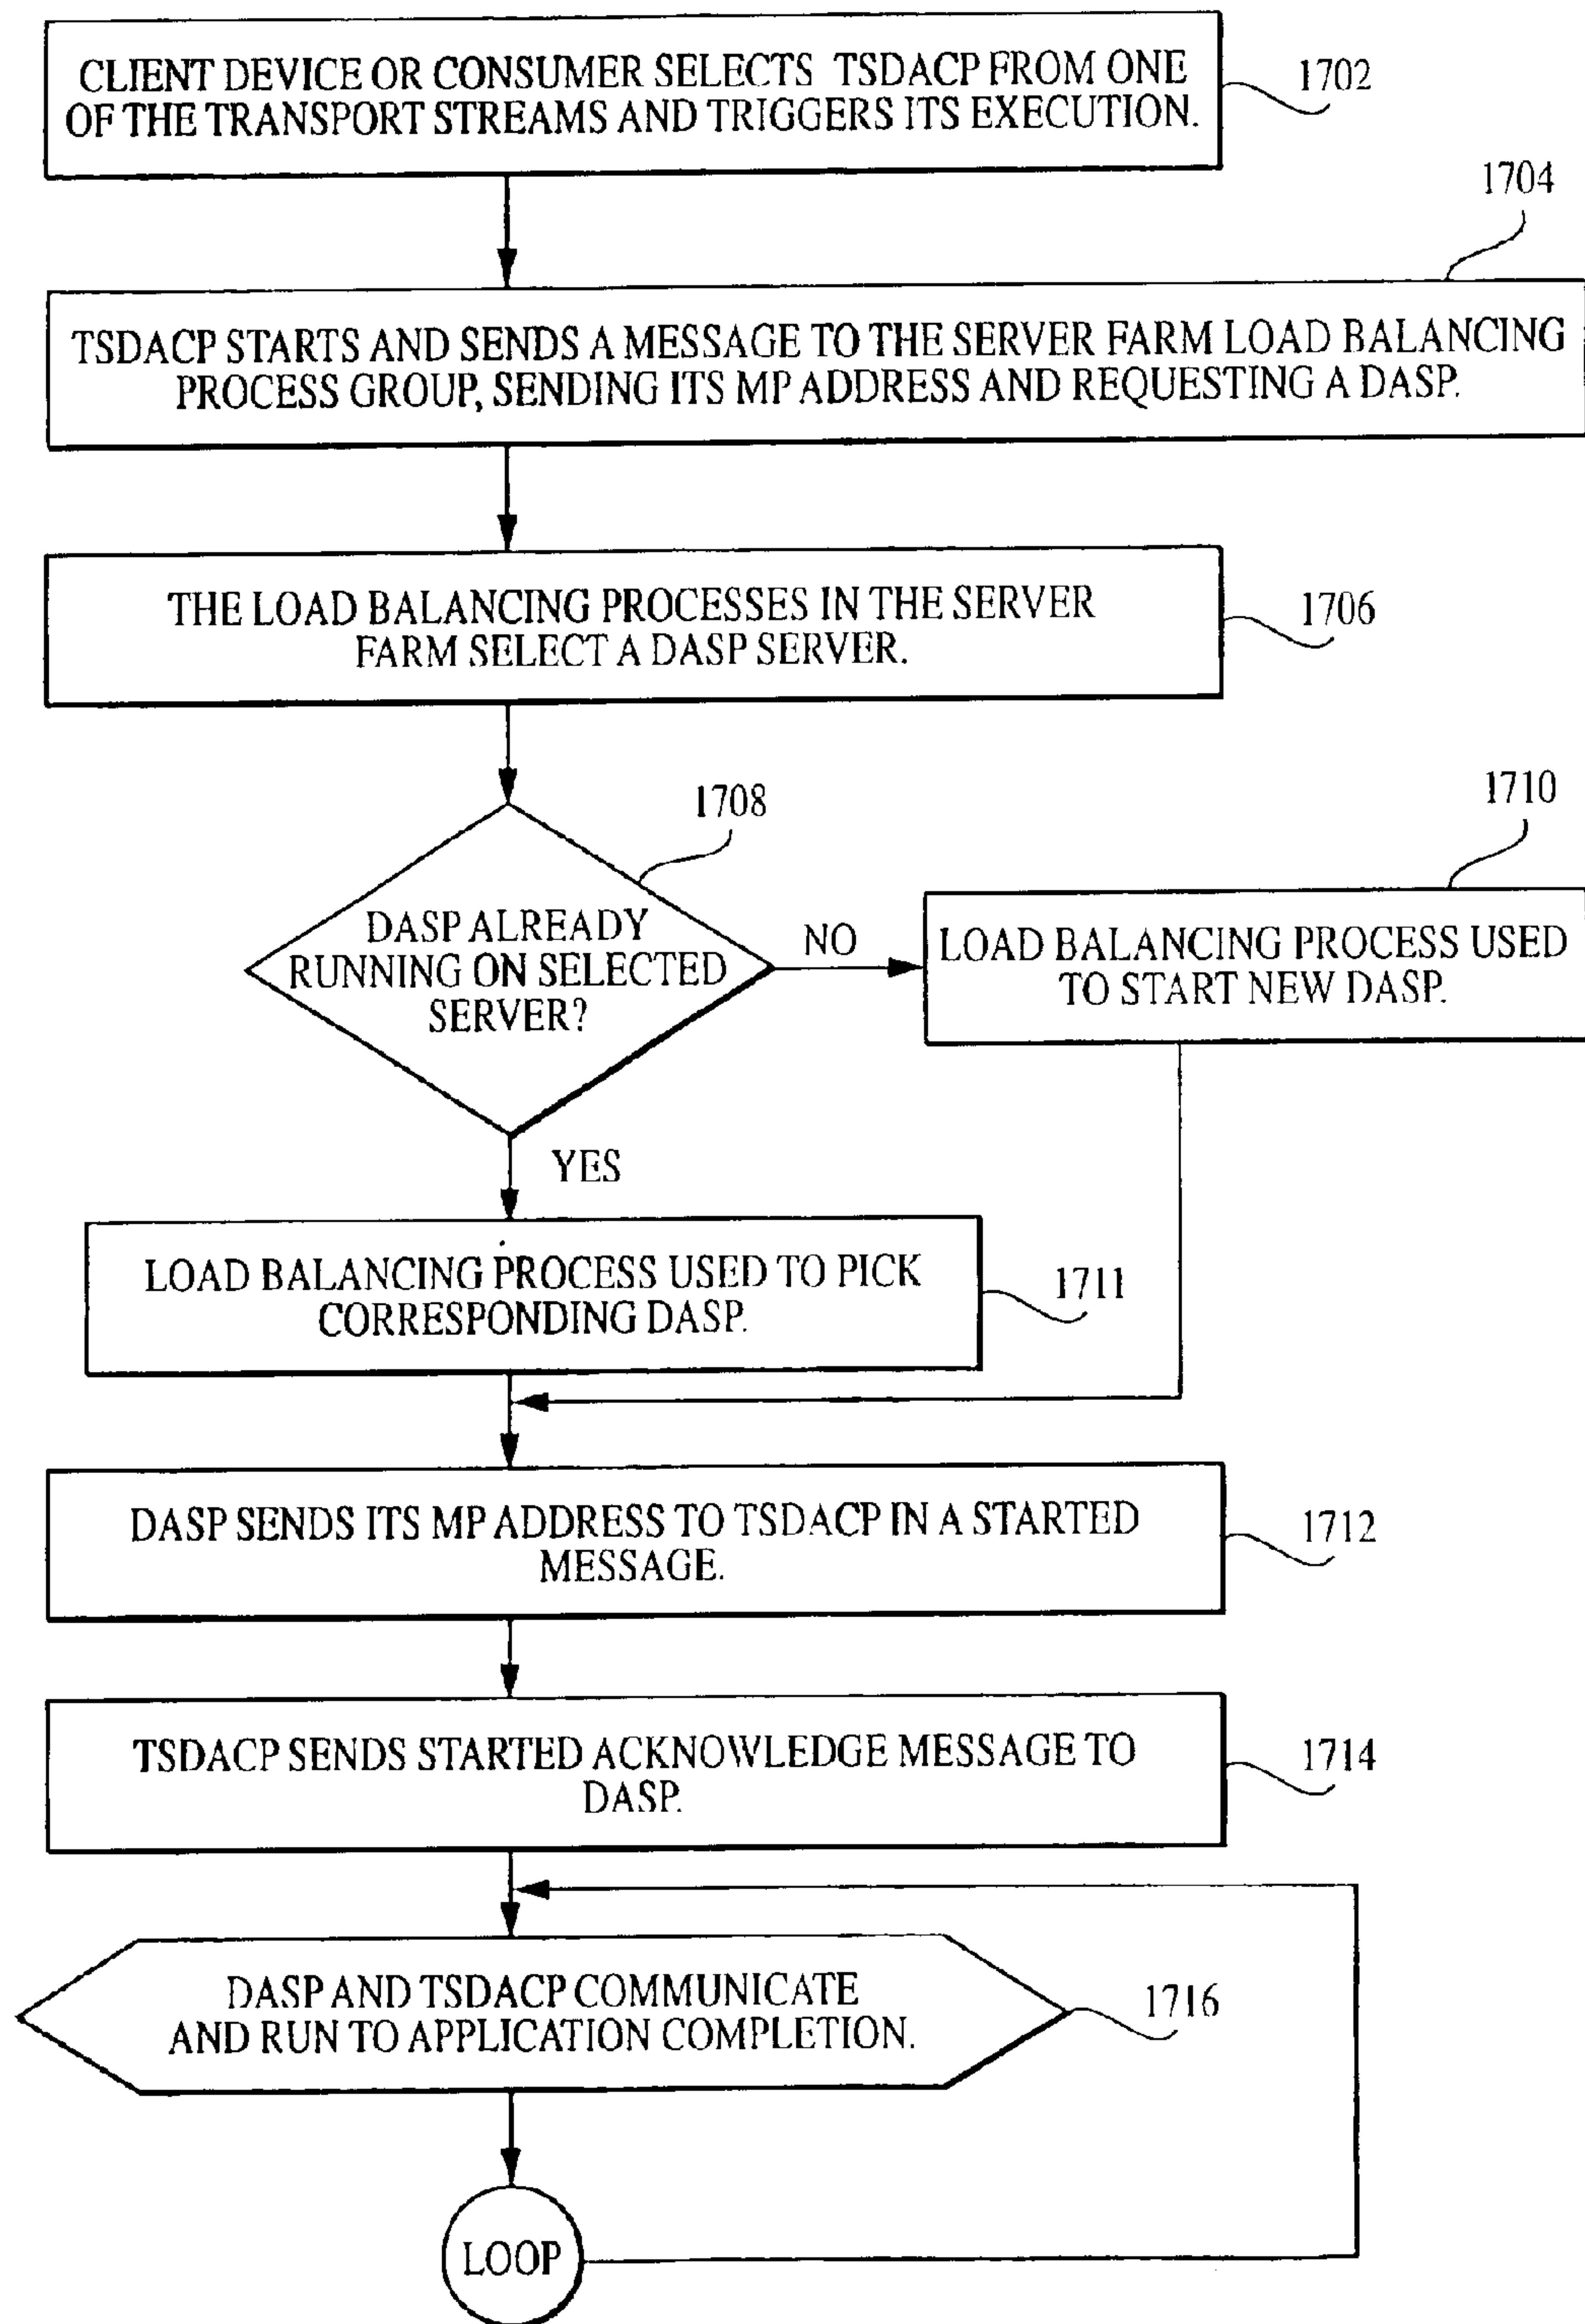 CLIENT DEVICE OR CONSUMER SELECTS TSDACP FROM ONE
OF THE TRANSPORT STREAMS AND TRIGGERS ITS EXECUTION.
1702
1704
TSDACP STARTS AND SENDS A MESSAGE TO THE SERVER FARM LOAD BALANCING
PROCESS GROUP, SENDING ITS MP ADDRESS AND REQUESTING A DASP.
THE LOAD BALANCING PROCESSES IN THE SERVER
FARM SELECT A DASP SERVER.
1706
1708
DASP ALREADY
RUNNING ON SELECTED
SERVER?
NO
1710
LOAD BALANCING PROCESS USED
TO START NEW DASP.
YES
LOAD BALANCING PROCESS USED TO PICK
CORRESPONDING DASP.
1711
DASP SENDS ITS MP ADDRESS TO TSDACP IN A STARTED
MESSAGE.
1712
TSDACP SENDS STARTED ACKNOWLEDGE MESSAGE TO
DASP.
1714
DASP AND TSDACP COMMUNICATE
AND RUN TO APPLICATION COMPLETION.
1716
LOOP